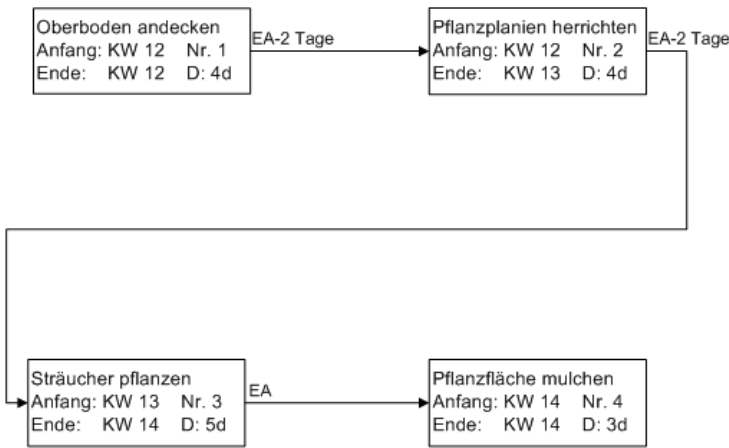 Oberboden andecken
Anfang: KW 12 Nr. 1
Ende: KW 12 D: 4d
EA-2 Tage
Pflanzplanien herrichten
Anfang: KW 12 Nr. 2
Ende: KW 13 D: 4d
EA-2 Tage
Sträucher pflanzen
Anfang: KW 13 Nr. 3
Ende: KW 14 D: 5d
EA
Pflanzfläche mulchen
Anfang: KW 14 Nr. 4
Ende: KW 14 D: 3d